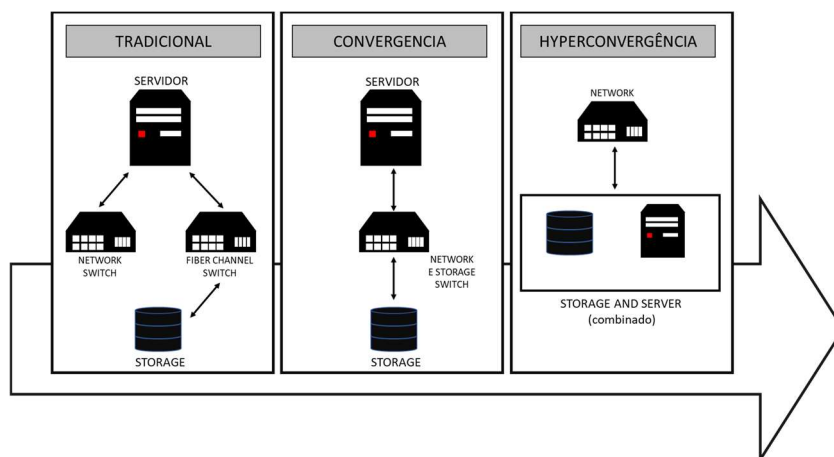 TRADICIONAL
SERVIDOR
NETWORK
SWITCH
FIBER CHANNEL
SWITCH
STORAGE
CONVERGENCIA
SERVIDOR
NETWORK
E STORAGE
SWITCH
STORAGE
HYPERCONVERGÊNCIA
NETWORK
STORAGE AND SERVER
(combinado)